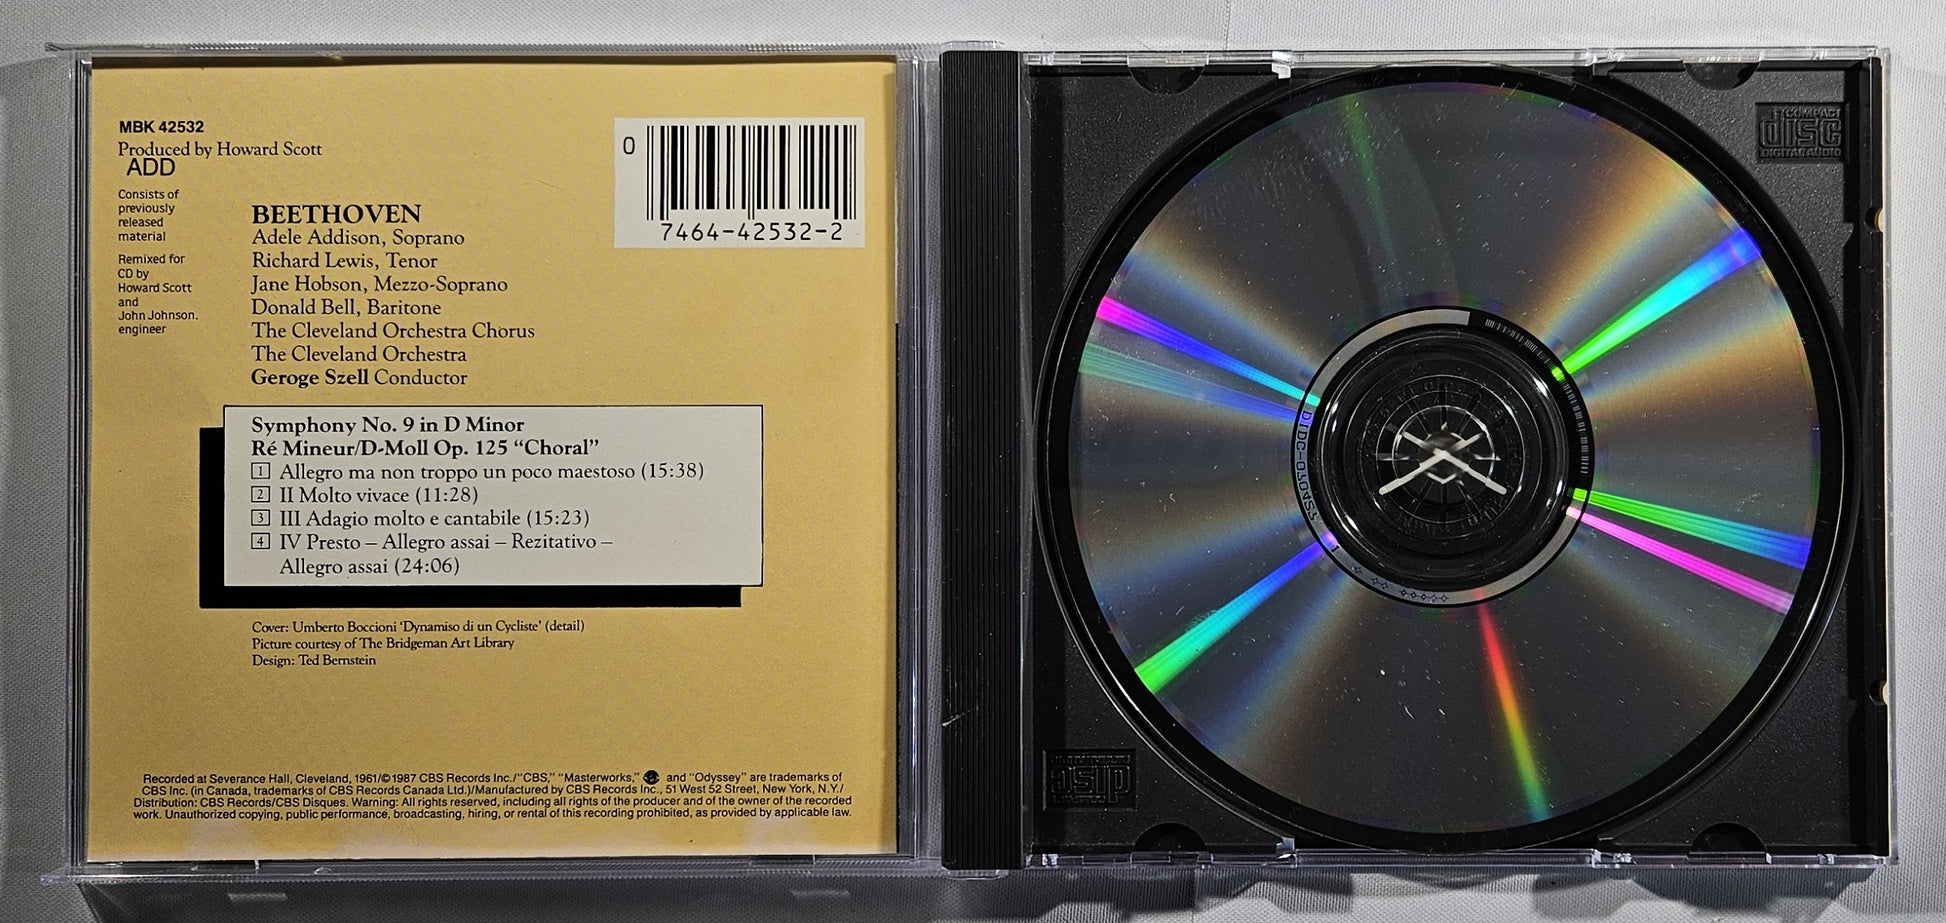 MBK 42532
Produced by Howard Scott
ADD
Consists of
previously
released
material
Remixed for
CD by
Howard Scott
and
John Johnson,
engineer
0
7464-42532-2
BEETHOVEN
Adele Addison, Soprano
Richard Lewis, Tenor
Jane Hobson, Mezzo-Soprano
Donald Bell, Baritone
The Cleveland Orchestra Chorus
The Cleveland Orchestra
Geroge Szell Conductor
Symphony No. 9 in D Minor
Ré Mineur/D-Moll Op. 125 “Choral”
1 Allegro ma non troppo un poco maestoso (15:38)
2 II Molto vivace (11:28)
3 III Adagio molto e cantabile (15:23)
4 IV Presto – Allegro assai – Rezitativo –
Allegro assai (24:06)
Cover: Umberto Boccioni ‘Dynamiso di un Cycliste’ (detail)
Picture courtesy of The Bridgeman Art Library
Design: Ted Bernstein
Recorded at Severance Hall, Cleveland, 1961/© 1987 CBS Records Inc./“CBS,” “Masterworks,” and “Odyssey” are trademarks of
CBS Inc. (in Canada, trademarks of CBS Records Canada Ltd.)/Manufactured by CBS Records Inc., 51 West 52 Street, New York, N.Y./
Distribution: CBS Records/CBS Disques. Warning: All rights reserved, including all rights of the producer and of the owner of the recorded
work. Unauthorized copying, public performance, broadcasting, hiring, or rental of this recording prohibited, as provided by applicable law.
COMPACT
disc
DIGITAL AUDIO
disc